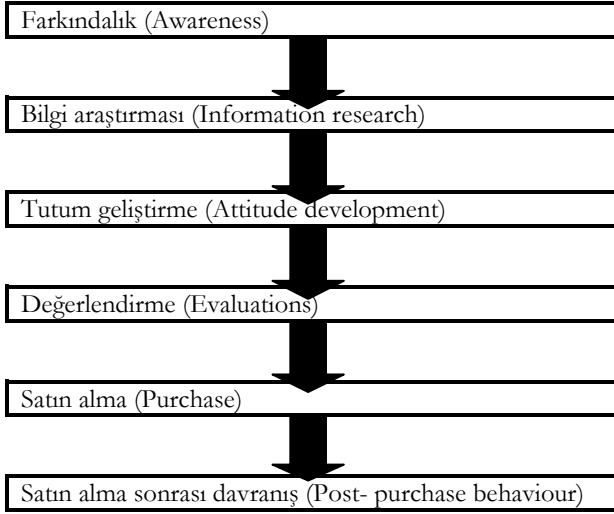 Farkındalık (Awareness)
Bilgi araştırması (Information research)
Tutum geliştirme (Attitude development)
Değerlendirme (Evaluations)
Satın alma (Purchase)
Satın alma sonrası davranış (Post- purchase behaviour)